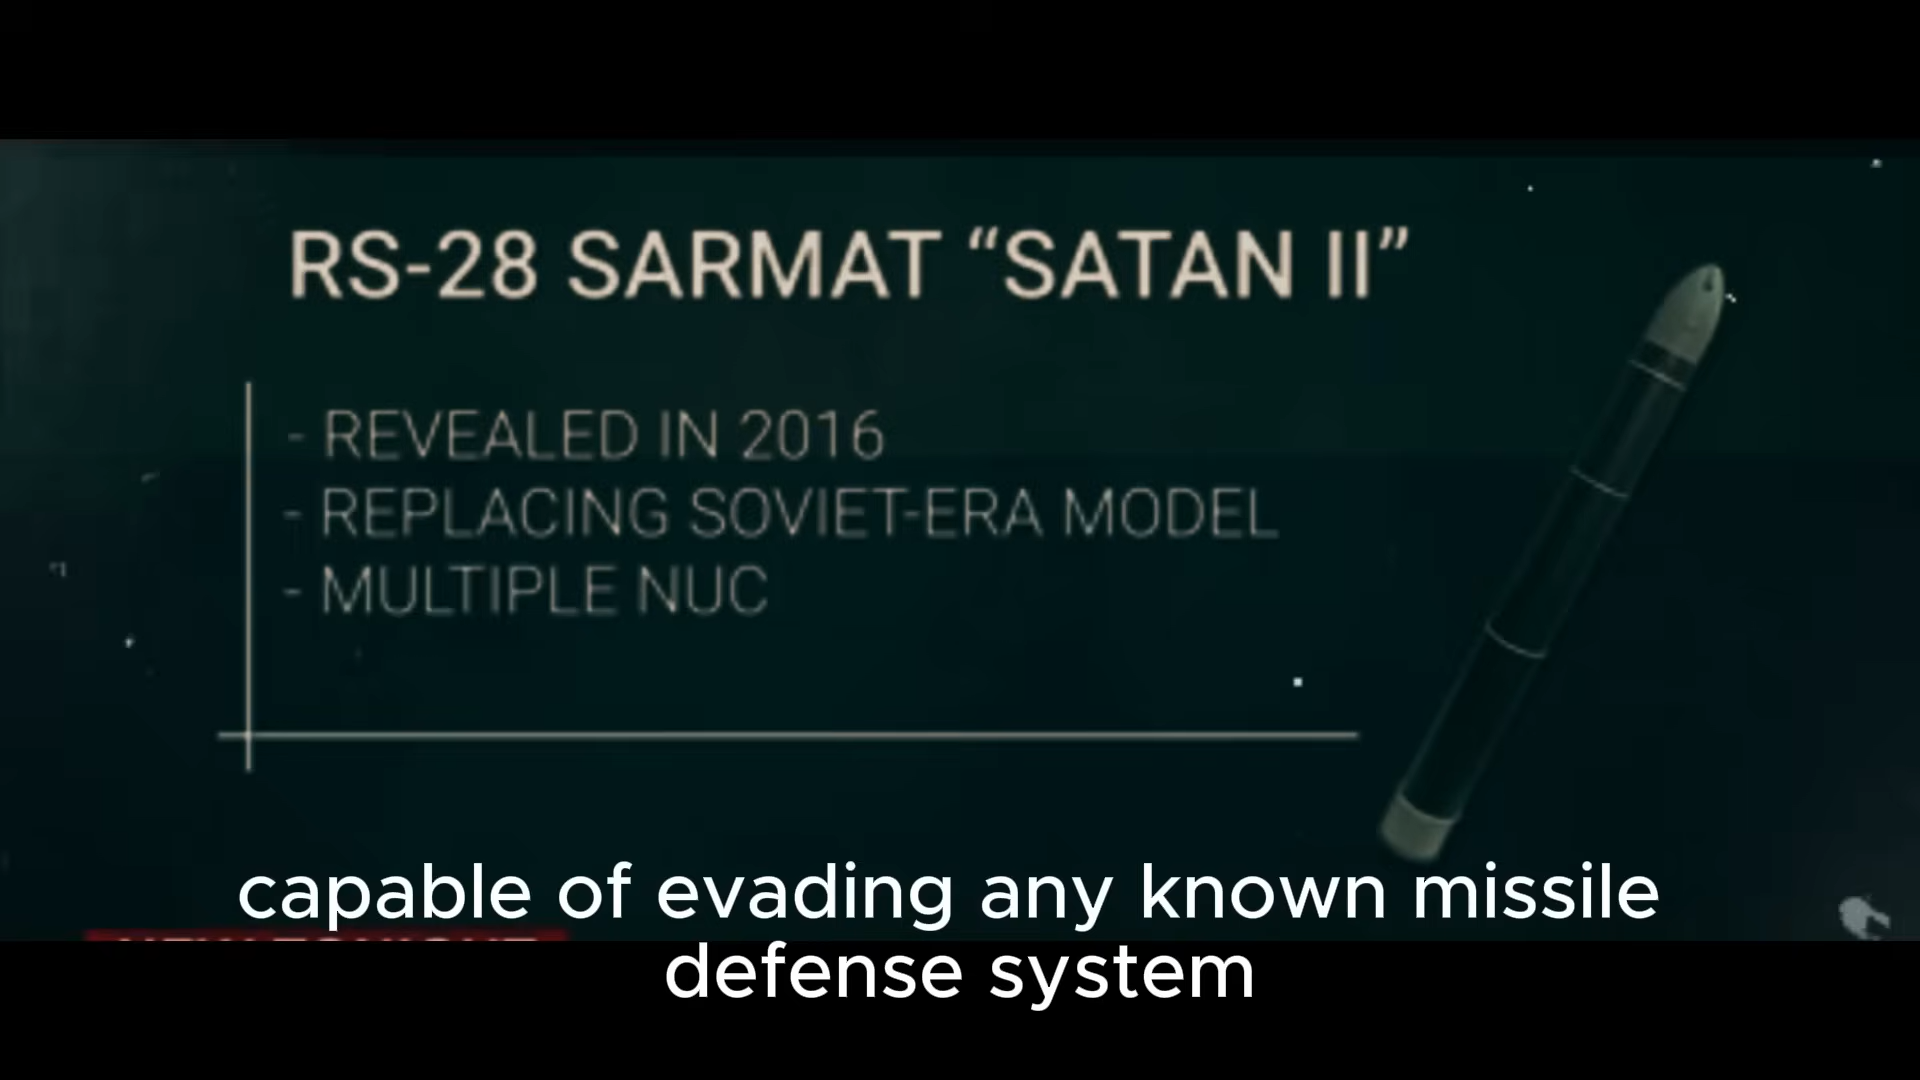 RS-28 SARMAT “SATAN II”
- REVEALED IN 2016
- REPLACING SOVIET-ERA MODEL
- MULTIPLE NUC
capable of evading any known missile
defense system